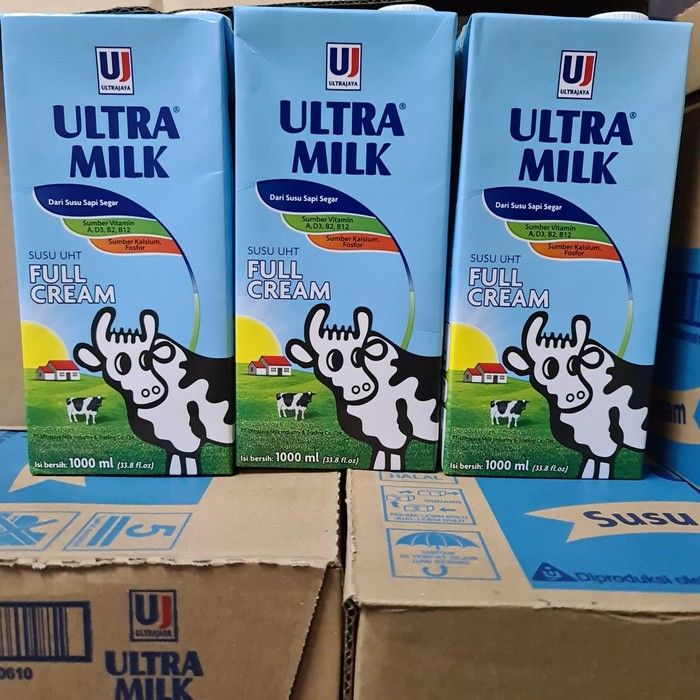 UJ
ULTRAJAYA
ULTRA®
MILK
Dari Susu Sapi Segar
Sumber Vitamin
A, D3, B2, B12
Sumber Kalsium,
Fosfor
SUSU UHT
FULL
CREAM
Isi bersih: 1000 ml (33.8 fl.oz)
UJ
ULTRAJAYA
ULTRA®
MILK
Dari Susu Sapi Segar
Sumber Vitamin
A, D3, B2, B12
Sumber Kalsium,
Fosfor
SUSU UHT
FULL
CREAM
Isi bersih: 1000 ml (33.8 fl.oz)
UJ
ULTRAJAYA
ULTRA®
MILK
Dari Susu Sapi Segar
Sumber Vitamin
A, D3, B2, B12
Sumber Kalsium,
Fosfor
SUSU UHT
FULL
CREAM
Isi bersih: 1000 ml (33.8 fl.oz)
5
HALAL
GUDANG
Susu
Diproduksi ole
0610
UJ
ULTRAJAYA
ULTRA
MILK